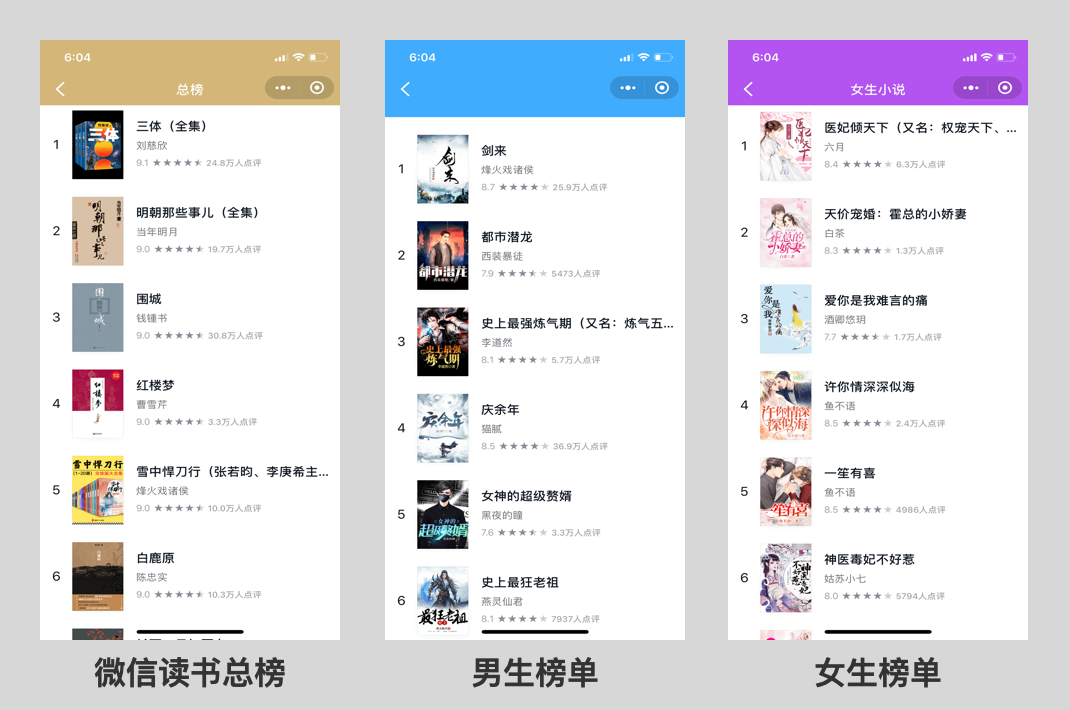 6:04
总榜
1
三体（全集）
刘慈欣
9.1 24.8万人点评
2
明朝那些事儿（全集）
当年明月
9.0 19.7万人点评
3
围城
钱锺书
9.0 30.8万人点评
4
红楼梦
曹雪芹
9.0 3.3万人点评
5
雪中悍刀行（张若昀、李庚希主...
烽火戏诸侯
9.0 10.0万人点评
6
白鹿原
陈忠实
9.0 10.3万人点评
微信读书总榜
6:04
1
剑来
烽火戏诸侯
8.7 25.9万人点评
2
都市潜龙
西装暴徒
7.9 5473人点评
3
史上最强炼气期（又名：炼气五...
李道然
8.1 5.7万人点评
4
庆余年
猫腻
8.5 36.9万人点评
5
女神的超级赘婿
黑夜的瞳
7.6 3.3万人点评
6
史上最狂老祖
燕灵仙君
8.1 7937人点评
男生榜单
6:04
女生小说
1
医妃倾天下（又名：权宠天下、...
六月
8.4 6.3万人点评
2
天价宠婚：霍总的小娇妻
白茶
8.3 1.3万人点评
3
爱你是我难言的痛
酒卿悠玥
7.7 1.7万人点评
4
许你情深深似海
鱼不语
8.5 2.4万人点评
5
一笙有喜
鱼不语
8.5 4986人点评
6
神医毒妃不好惹
姑苏小七
8.0 5794人点评
女生榜单